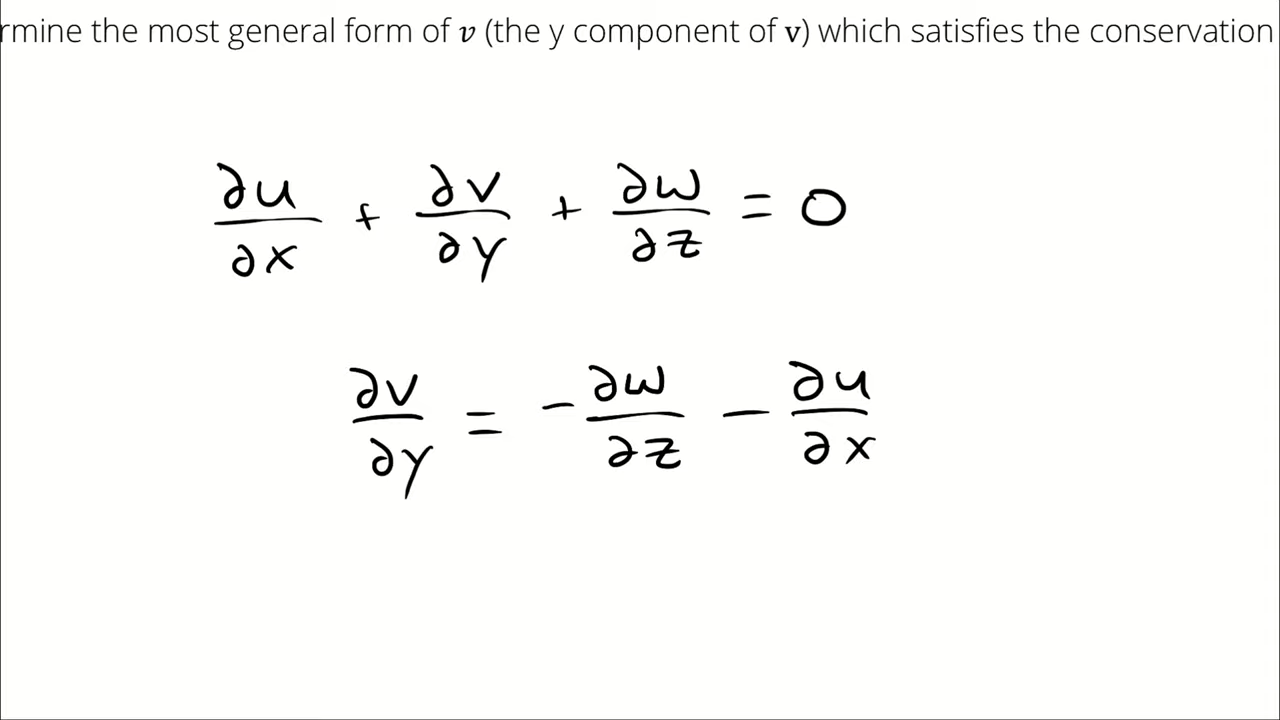 rmine the most general form of v (the y component of v) which satisfies the conservation
∂u/∂x + ∂v/∂y + ∂w/∂z = 0
∂v/∂y = -∂w/∂z - ∂u/∂x